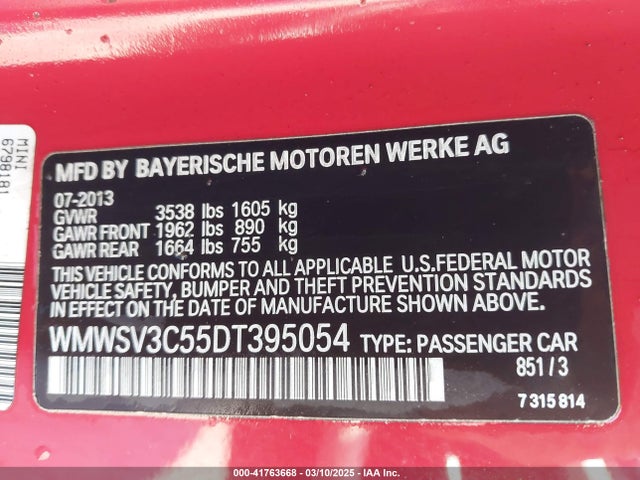 MINI
6798181
MFD BY BAYERISCHE MOTOREN WERKE AG
07-2013
GVWR 3538 lbs 1605 kg
GAWR FRONT 1962 lbs 890 kg
GAWR REAR 1664 lbs 755 kg
THIS VEHICLE CONFORMS TO ALL APPLICABLE U.S.FEDERAL MOTOR
VEHICLE SAFETY, BUMPER AND THEFT PREVENTION STANDARDS
IN EFFECT ON THE DATE OF MANUFACTURE SHOWN ABOVE.
WMWSV3C55DT395054 TYPE: PASSENGER CAR
851/3
7 315 814
000-41763668 - 03/10/2025 - IAA Inc.